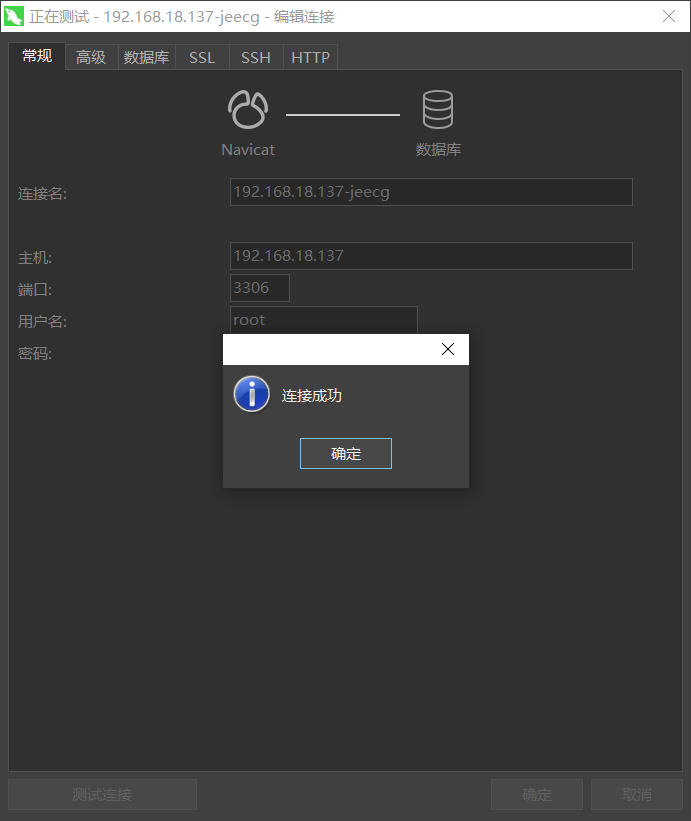 正在测试 - 192.168.18.137-jeecg - 编辑连接
常规 高级 数据库 SSL SSH HTTP
Navicat 数据库
连接名: 192.168.18.137-jeecg
主机: 192.168.18.137
端口: 3306
用户名: root
密码:
连接成功
确定
测试连接 确定 取消